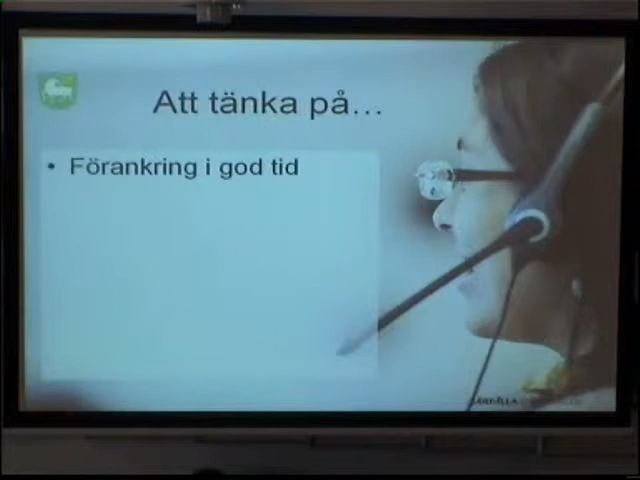 Att tänka på...
• Förankring i god tid